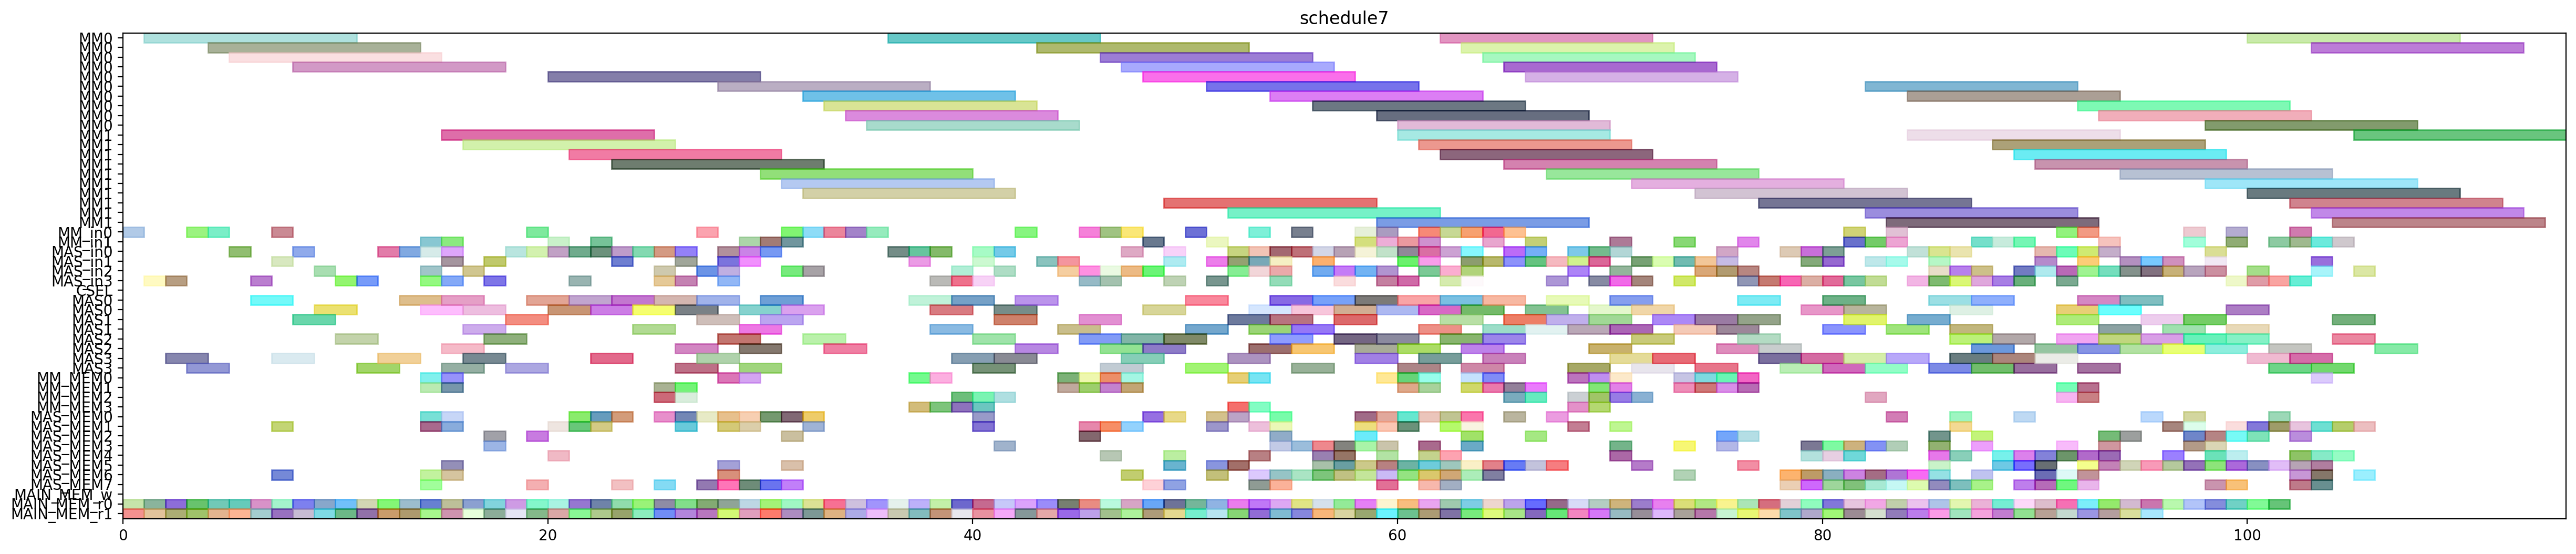 schedule7
MM0
MM0
MM0
MM0
MM0
MM0
MM0
MM0
MM0
MM0
MM1
MM1
MM1
MM1
MM1
MM1
MM1
MM1
MM1
MM1
MM_in0
MM_in1
MAS_in0
MAS_in1
MAS_in2
MAS_in3
CSEL
MAS0
MAS0
MAS1
MAS1
MAS2
MAS2
MAS3
MAS3
MM_MEM0
MM_MEM1
MM_MEM2
MM_MEM3
MAS_MEM0
MAS_MEM1
MAS_MEM2
MAS_MEM3
MAS_MEM4
MAS_MEM5
MAS_MEM6
MAS_MEM7
MAIN_MEM_w
MAIN_MEM_r0
MAIN_MEM_r1
0 20 40 60 80 100